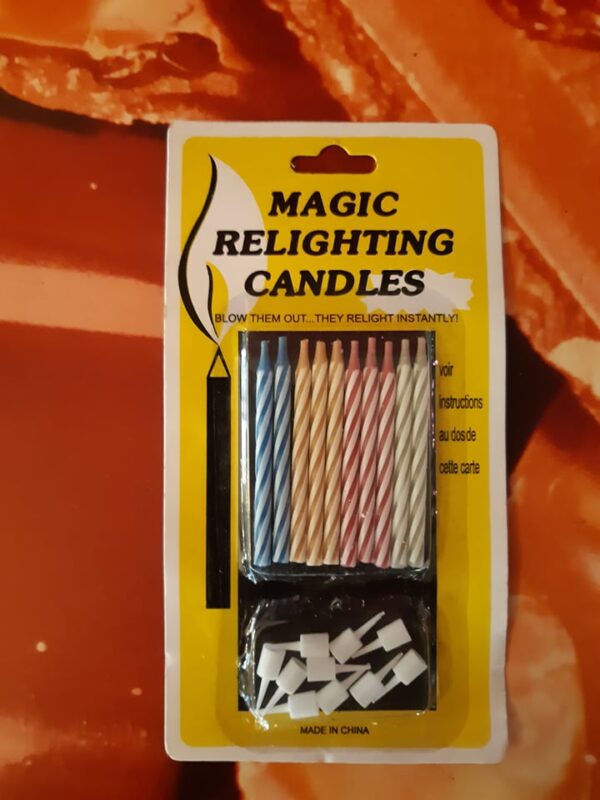 MAGIC
RELIGHTING
CANDLES
BLOW THEM OUT...THEY RELIGHT INSTANTLY!
voir
instructions
au dos de
cette carte
MADE IN CHINA